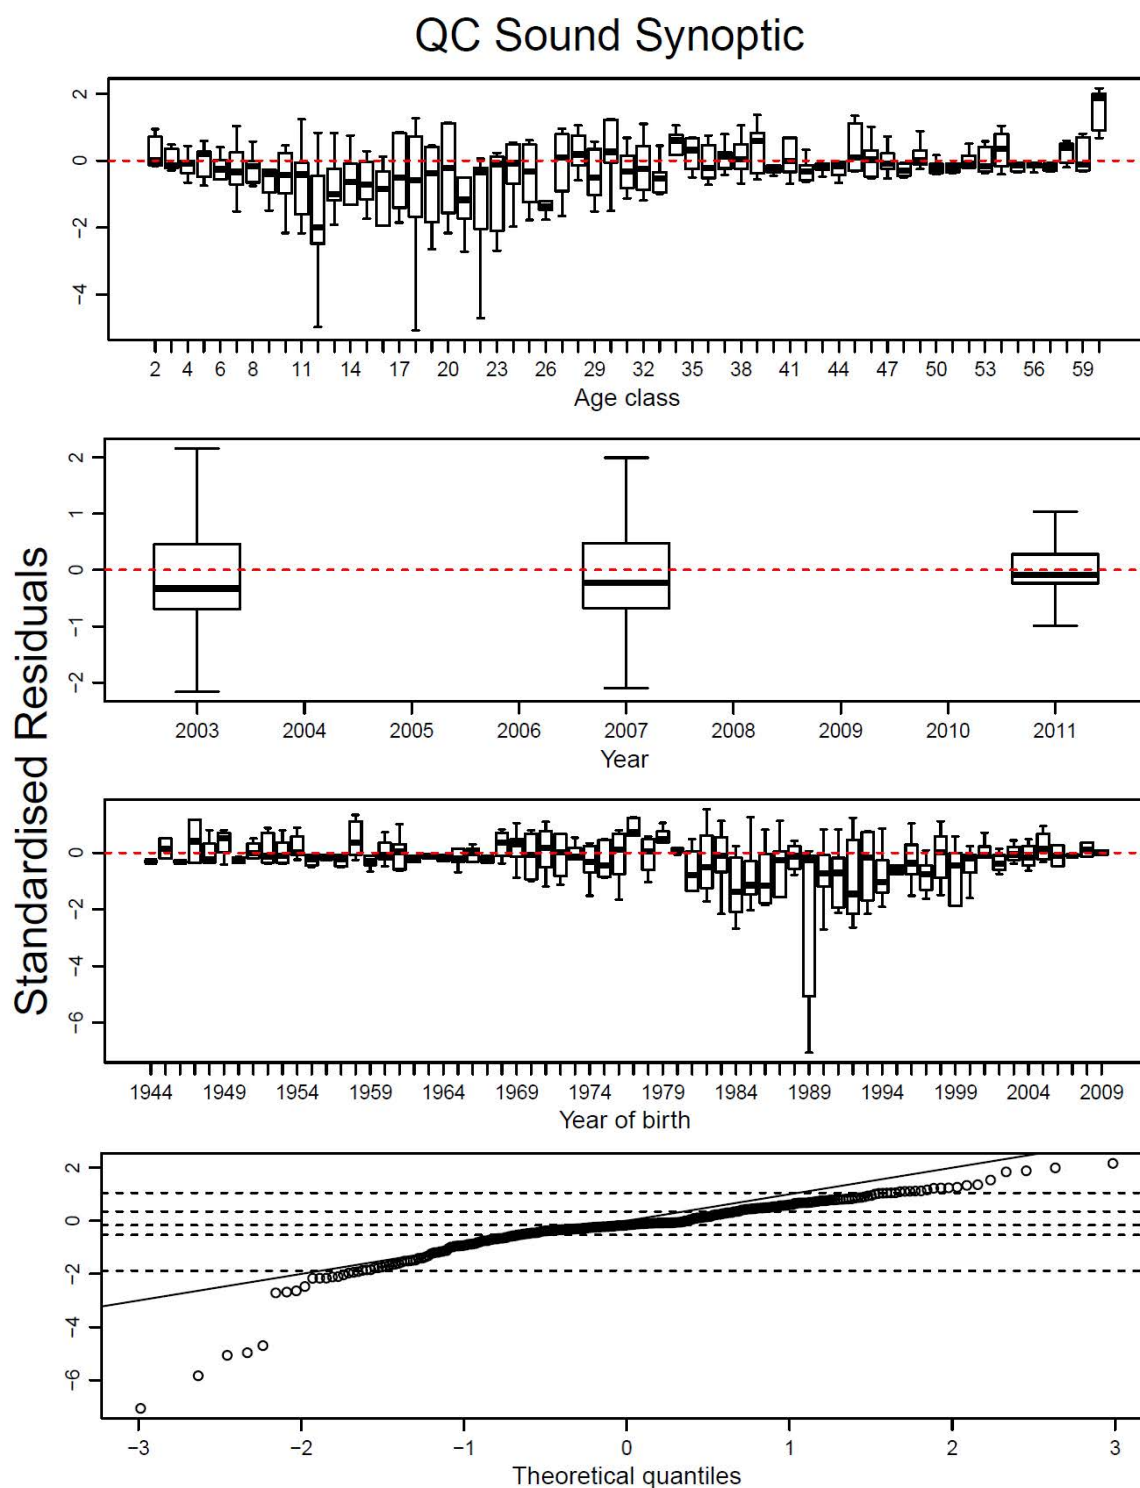 QC Sound Synoptic
Standardised Residuals
2
0
−2
−4
2 4 6 8 11 14 17 20 23 26 29 32 35 38 41 44 47 50 53 56 59
Age class
2
1
0
−1
−2
2003 2004 2005 2006 2007 2008 2009 2010 2011
Year
0
−2
−4
−6
1944 1949 1954 1959 1964 1969 1974 1979 1984 1989 1994 1999 2004 2009
Year of birth
2
0
−2
−4
−6
−3 −2 −1 0 1 2 3
Theoretical quantiles